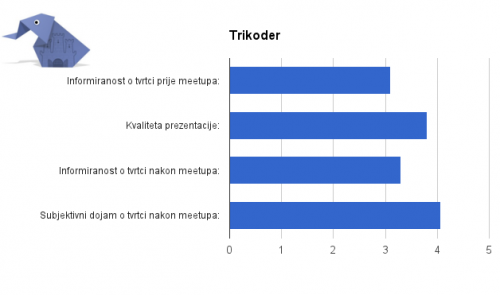 Trikoder
Informiranost o tvrtci prije meetupa:
Kvaliteta prezentacije:
Informiranost o tvrtci nakon meetupa:
Subjektivni dojam o tvrtci nakon meetupa:
0 1 2 3 4 5